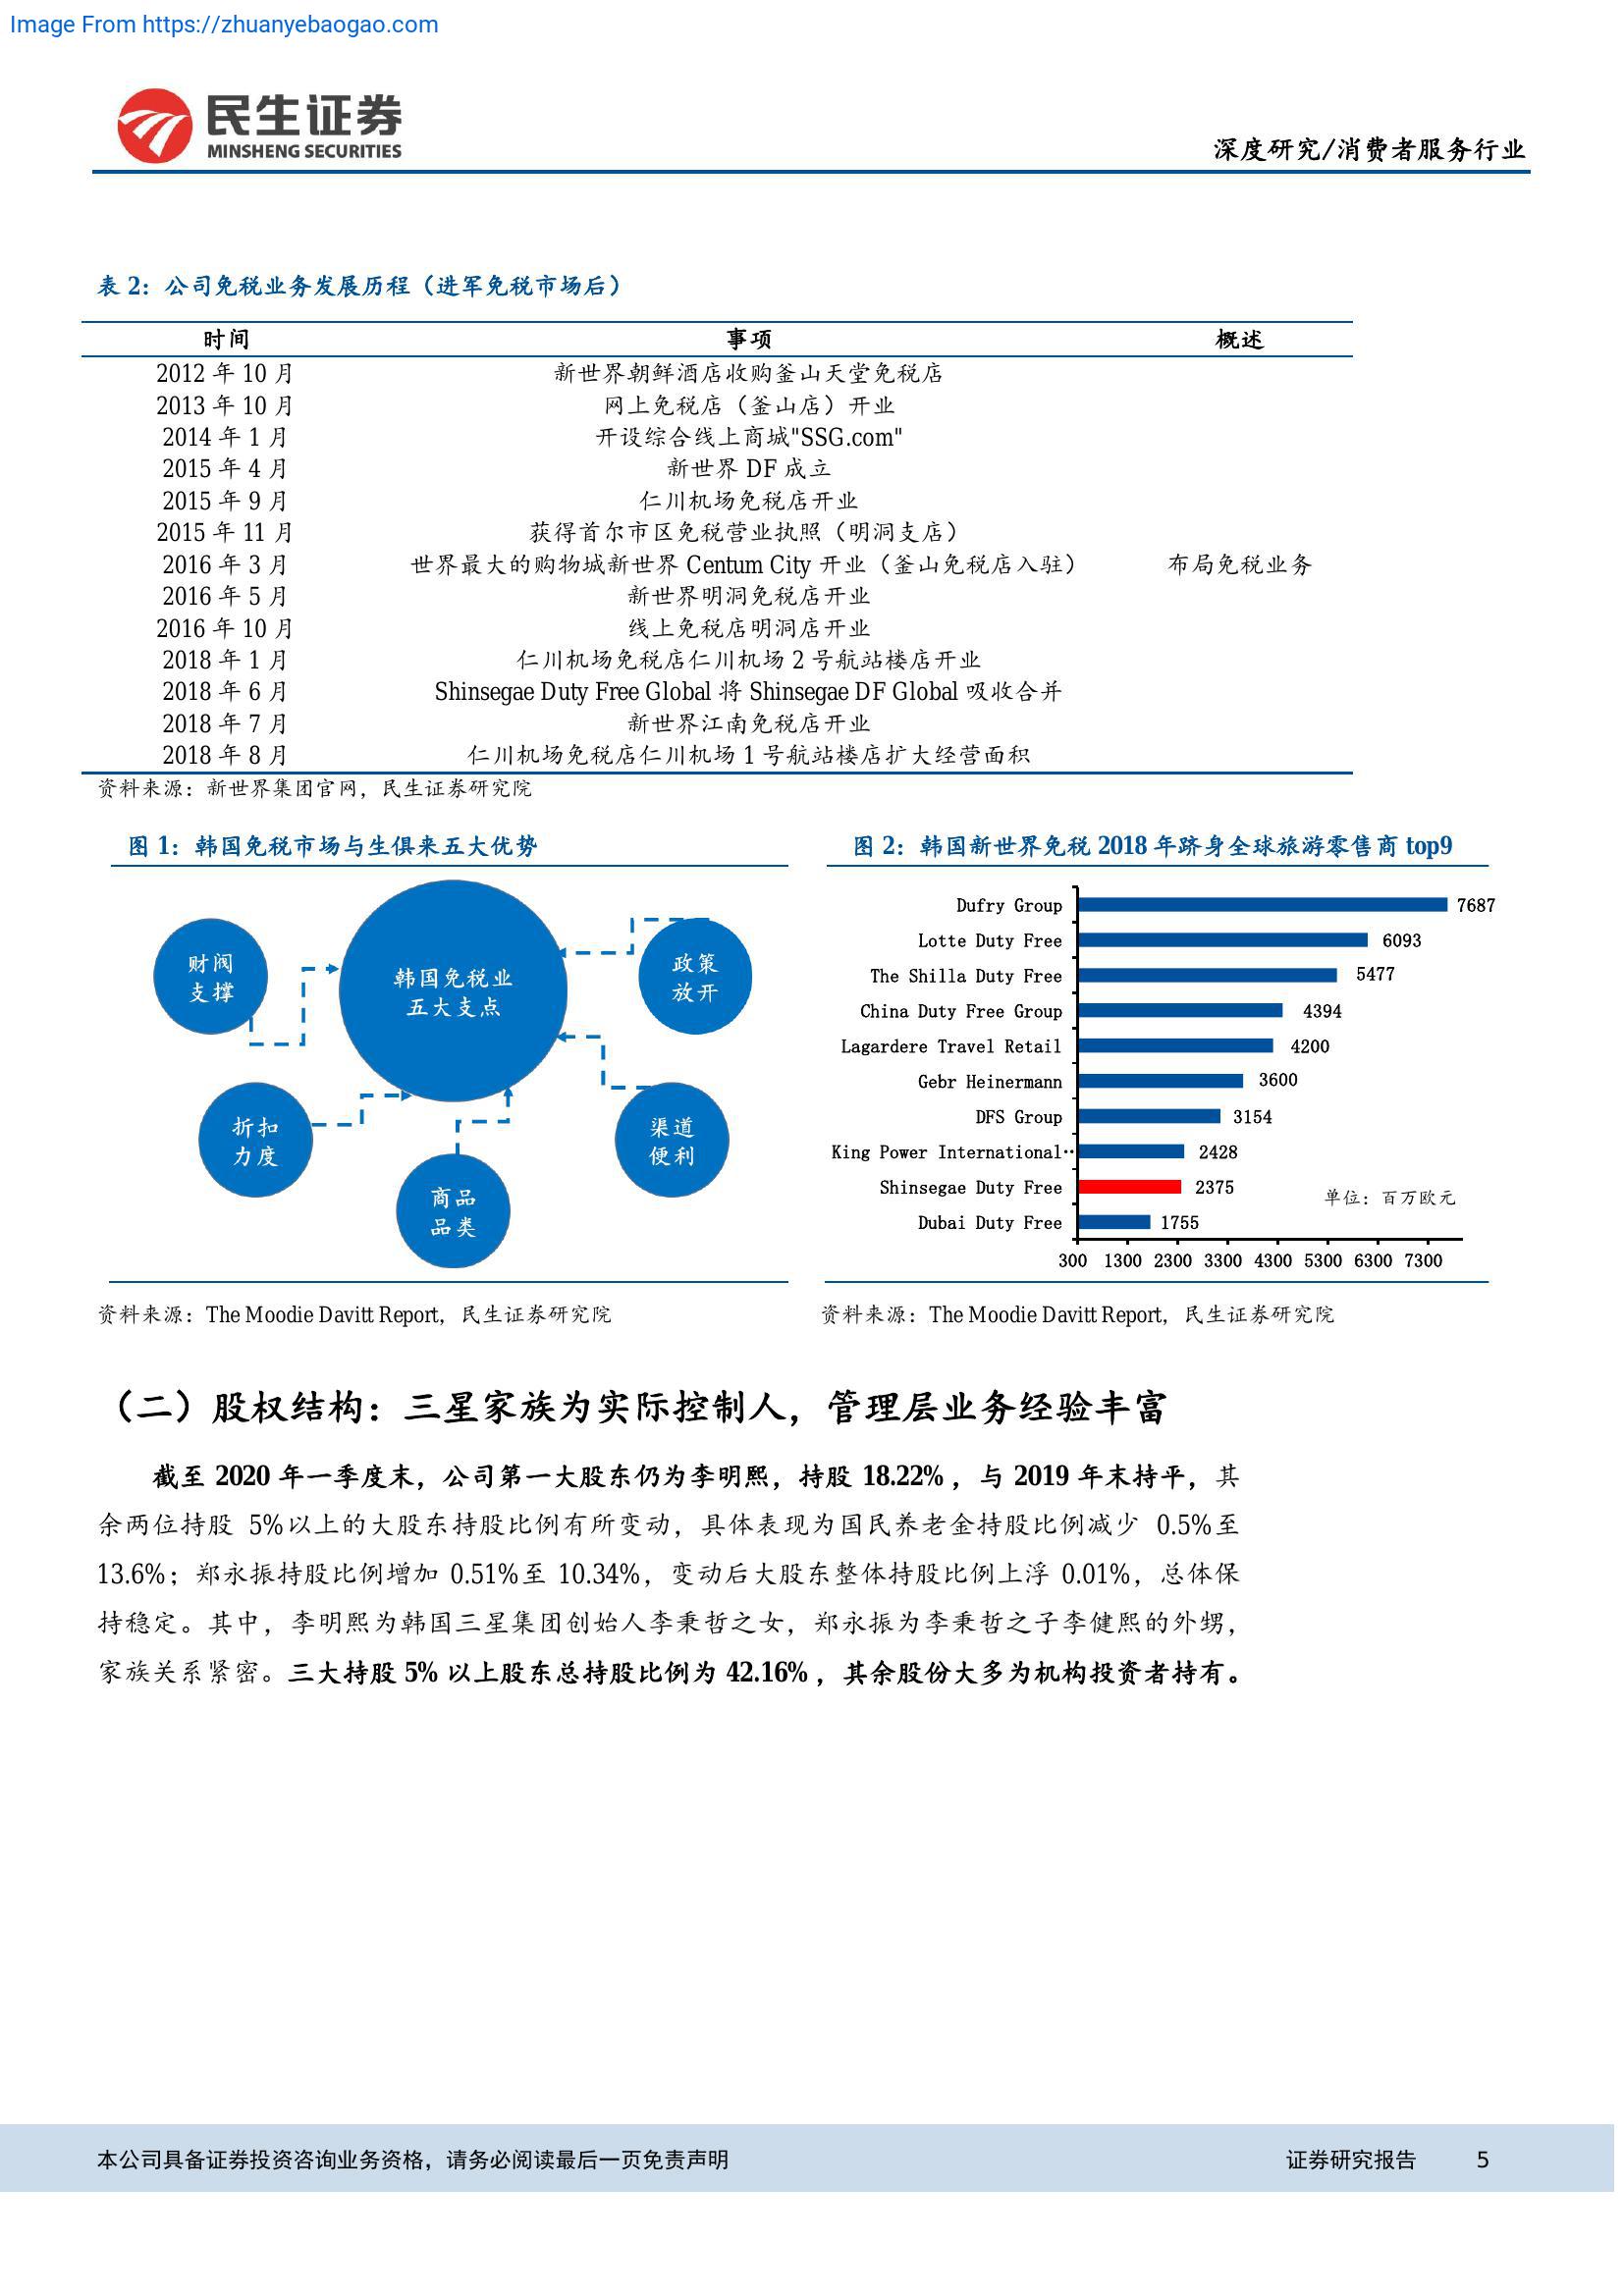 Image From https://zhuanyebaogao.com
民生证券
MINSHENG SECURITIES
深度研究/消费者服务行业
表 2：公司免税业务发展历程（进军免税市场后）
时间 事项 概述
2012 年 10 月 新世界朝鲜酒店收购釜山天堂免税店
2013 年 10 月 网上免税店（釜山店）开业
2014 年 1 月 开设综合线上商城"SSG.com"
2015 年 4 月 新世界 DF 成立
2015 年 9 月 仁川机场免税店开业
2015 年 11 月 获得首尔市区免税营业执照（明洞支店）
2016 年 3 月 世界最大的购物城新世界 Centum City 开业（釜山免税店入驻） 布局免税业务
2016 年 5 月 新世界明洞免税店开业
2016 年 10 月 线上免税店明洞店开业
2018 年 1 月 仁川机场免税店仁川机场 2 号航站楼店开业
2018 年 6 月 Shinsegae Duty Free Global 将 Shinsegae DF Global 吸收合并
2018 年 7 月 新世界江南免税店开业
2018 年 8 月 仁川机场免税店仁川机场 1 号航站楼店扩大经营面积
资料来源：新世界集团官网，民生证券研究院
图 1：韩国免税市场与生俱来五大优势
财阀
支撑
韩国免税业
五大支点
政策
放开
折扣
力度
商品
品类
渠道
便利
资料来源：The Moodie Davitt Report，民生证券研究院
图 2：韩国新世界免税 2018 年跻身全球旅游零售商 top9
Dufry Group 7687
Lotte Duty Free 6093
The Shilla Duty Free 5477
China Duty Free Group 4394
Lagardere Travel Retail 4200
Gebr Heinermann 3600
DFS Group 3154
King Power International·· 2428
Shinsegae Duty Free 2375
单位：百万欧元
Dubai Duty Free 1755
300 1300 2300 3300 4300 5300 6300 7300
资料来源：The Moodie Davitt Report，民生证券研究院
（二）股权结构：三星家族为实际控制人，管理层业务经验丰富
截至 2020 年一季度末，公司第一大股东仍为李明熙，持股 18.22%，与 2019 年末持平，其
余两位持股 5%以上的大股东持股比例有所变动，具体表现为国民养老金持股比例减少 0.5%至
13.6%；郑永振持股比例增加 0.51%至 10.34%，变动后大股东整体持股比例上浮 0.01%，总体保
持稳定。其中，李明熙为韩国三星集团创始人李秉哲之女，郑永振为李秉哲之子李健熙的外甥，
家族关系紧密。三大持股 5% 以上股东总持股比例为 42.16%，其余股份大多为机构投资者持有。
本公司具备证券投资咨询业务资格，请务必阅读最后一页免责声明
证券研究报告 5